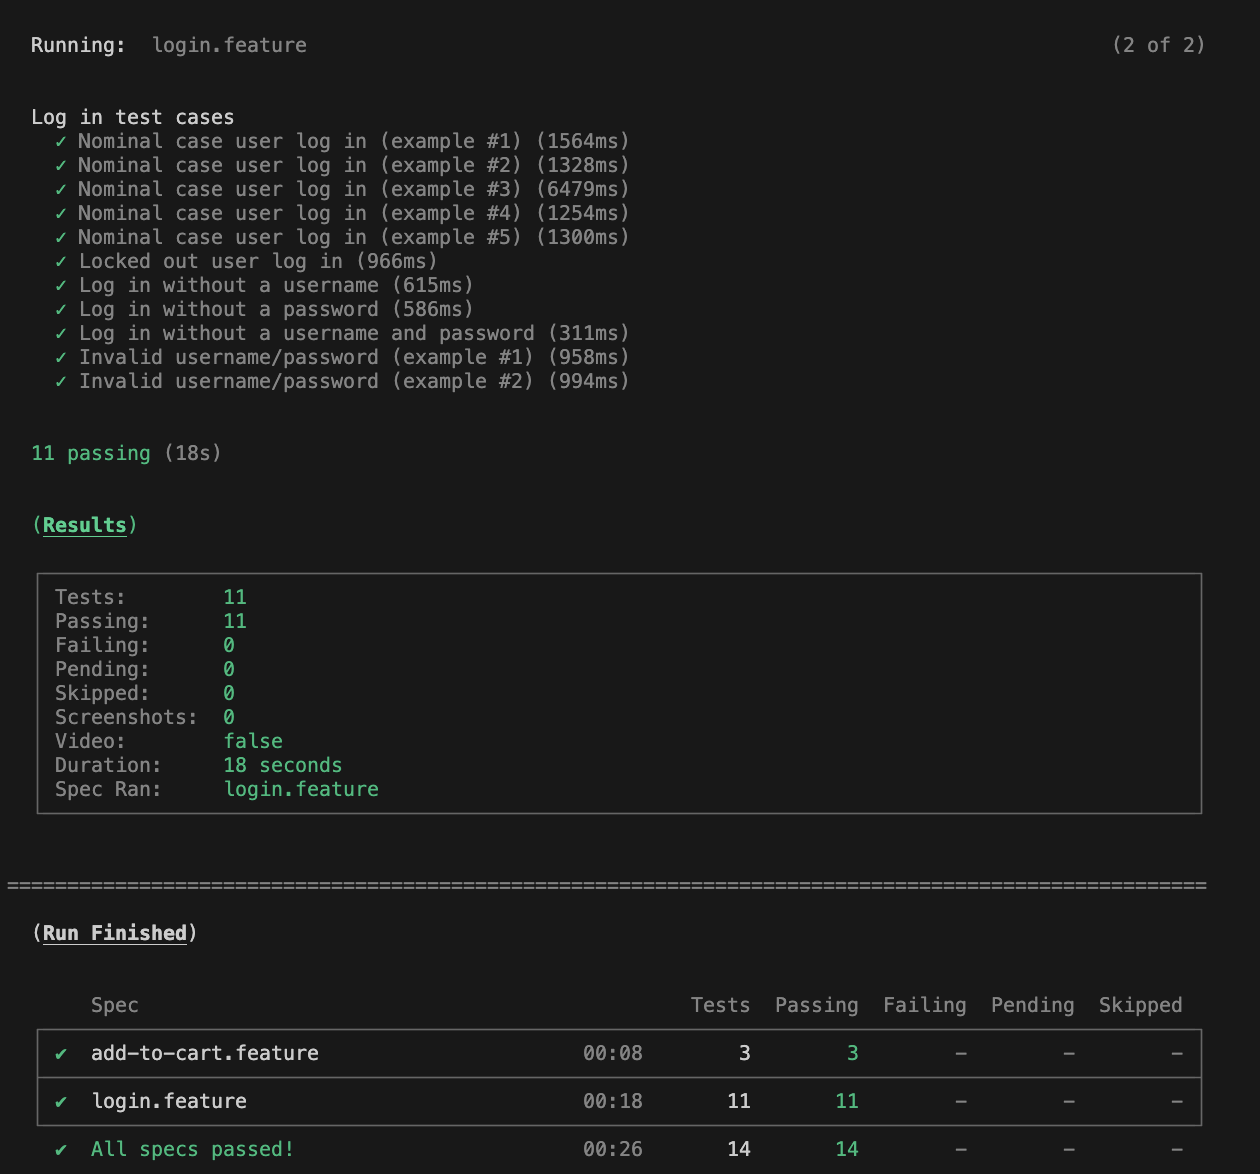 Running:  login.feature (2 of 2)
Log in test cases
✓ Nominal case user log in (example #1) (1564ms)
✓ Nominal case user log in (example #2) (1328ms)
✓ Nominal case user log in (example #3) (6479ms)
✓ Nominal case user log in (example #4) (1254ms)
✓ Nominal case user log in (example #5) (1300ms)
✓ Locked out user log in (966ms)
✓ Log in without a username (615ms)
✓ Log in without a password (586ms)
✓ Log in without a username and password (311ms)
✓ Invalid username/password (example #1) (958ms)
✓ Invalid username/password (example #2) (994ms)
11 passing (18s)
(Results)
Tests: 11
Passing: 11
Failing: 0
Pending: 0
Skipped: 0
Screenshots: 0
Video: false
Duration: 18 seconds
Spec Ran: login.feature
====================================================================================================
(Run Finished)
Spec Tests Passing Failing Pending Skipped
✔ add-to-cart.feature 00:08 3 3 - - -
✔ login.feature 00:18 11 11 - - -
✔ All specs passed! 00:26 14 14 - - -